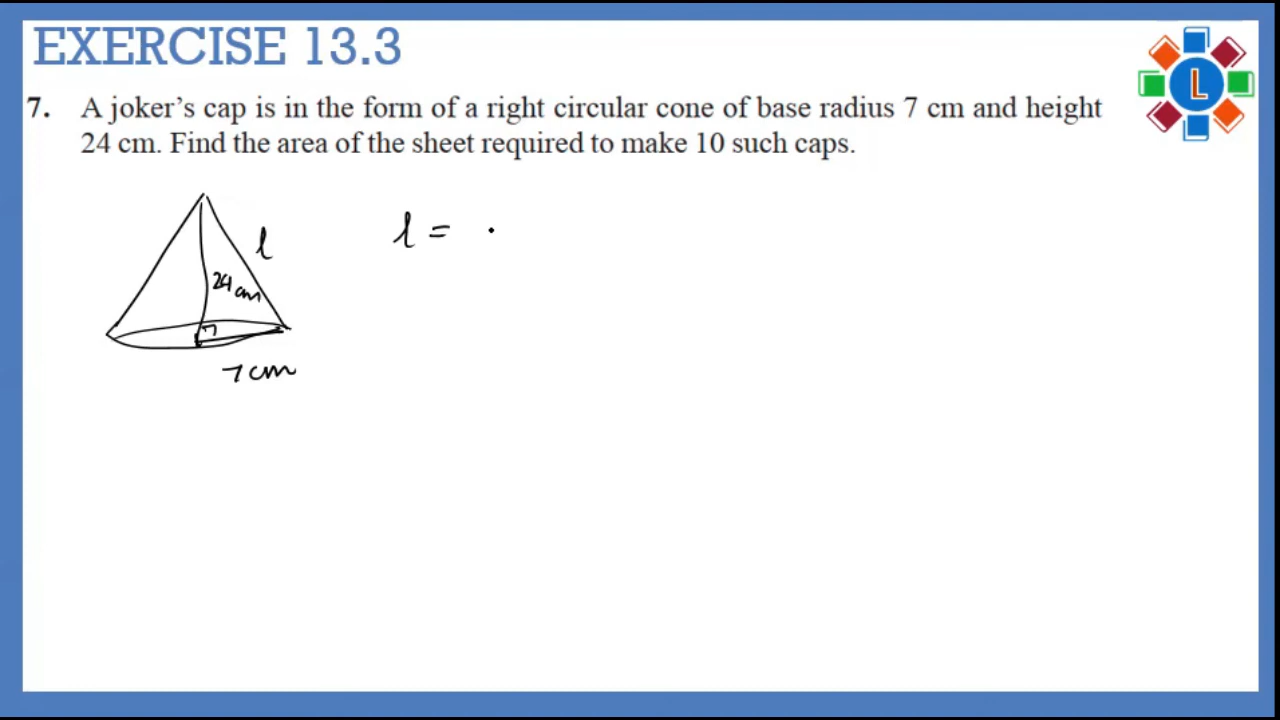 EXERCISE 13.3
L
7. A joker's cap is in the form of a right circular cone of base radius 7 cm and height
24 cm. Find the area of the sheet required to make 10 such caps.
l
l =
24 cm
7 cm